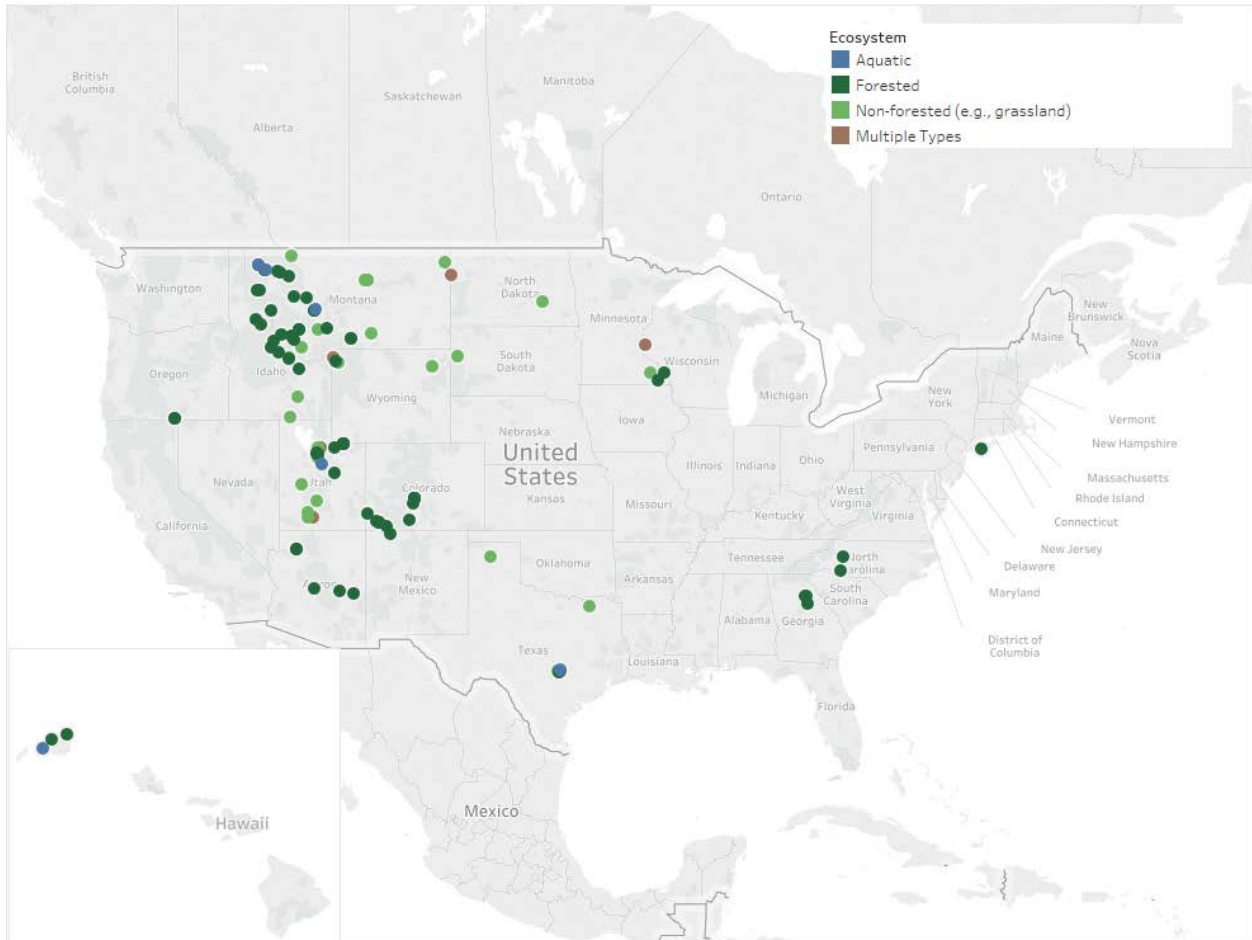 Ecosystem
Aquatic
Forested
Non-forested (e.g., grassland)
Multiple Types
British
Columbia
Alberta
Saskatchewan
Manitoba
Ontario
Washington
Montana
North
Dakota
Minnesota
New
Brunswick
Maine
Nova
Scotia
Oregon
Idaho
South
Dakota
Wisconsin
Michigan
New
York
Wyoming
Vermont
New Hampshire
Massachusetts
Rhode Island
Connecticut
New Jersey
Delaware
Maryland
District of
Columbia
Nebraska
Iowa
Pennsylvania
United
States
Illinois
Indiana
Ohio
Nevada
Utah
Colorado
Kansas
Missouri
West
Virginia
Virginia
California
Kentucky
Oklahoma
Tennessee
North
Carolina
New
Mexico
Arkansas
South
Carolina
Alabama
Georgia
Texas
Louisiana
Florida
Mexico
Hawaii